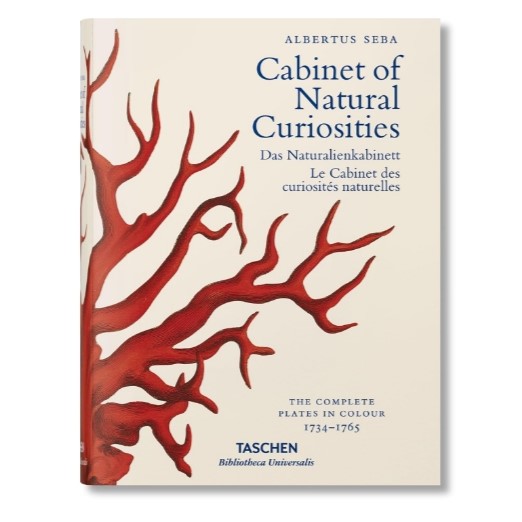 ALBERTUS SEBA
Cabinet of
Natural
Curiosities
Das Naturalienkabinett
Le Cabinet des
curiosités naturelles
THE COMPLETE
PLATES IN COLOUR
1734–1765
TASCHEN
Bibliotheca Universalis